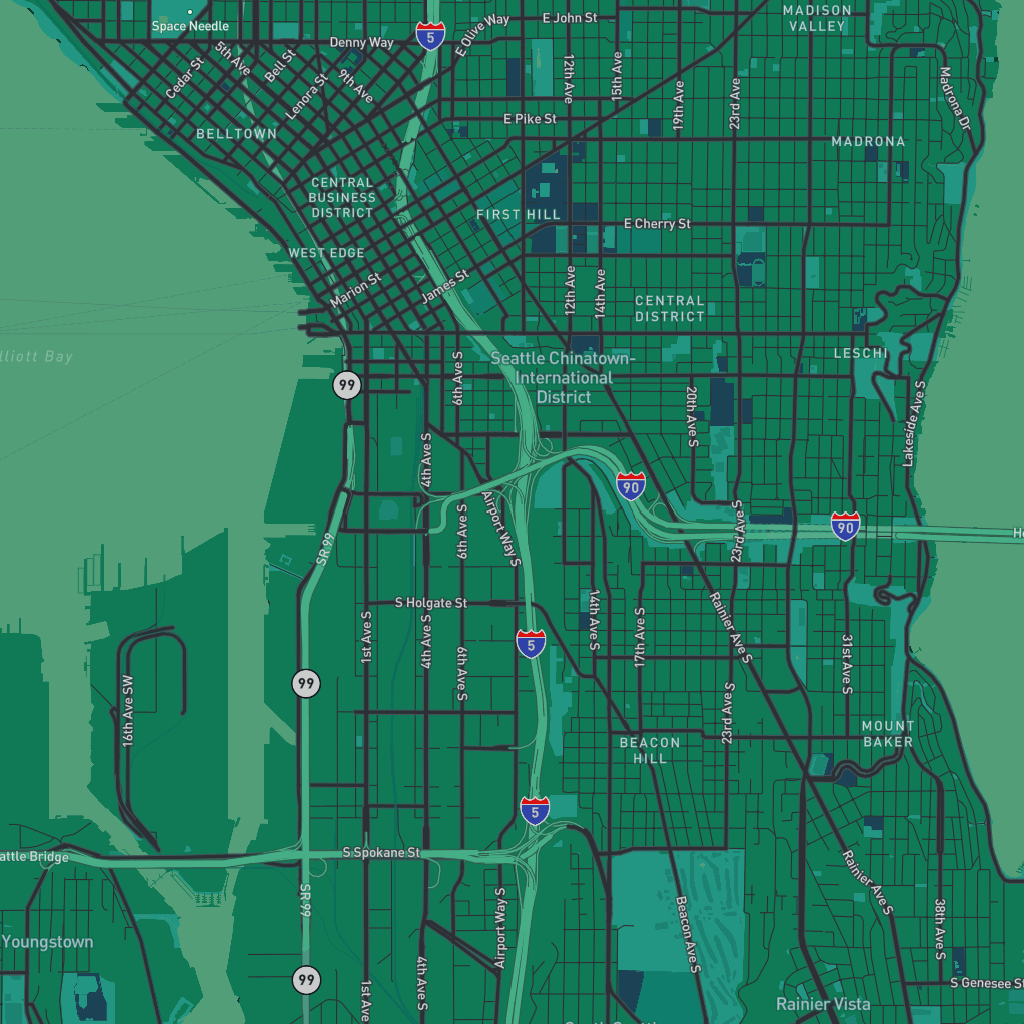 MADISON
VALLEY
E John St
Space Needle
Denny Way
E Olive Way
5
5th Ave
Bell St
Cedar St
9th Ave
Lenora St
12th Ave
15th Ave
19th Ave
23rd Ave
Madrona Dr
E Pike St
BELLTOWN
MADRONA
CENTRAL
BUSINESS
DISTRICT
FIRST HILL
E Cherry St
WEST EDGE
Marion St
James St
12th Ave
14th Ave
CENTRAL
DISTRICT
lliott Bay
LESCHI
Seattle Chinatown-
International
District
99
6th Ave S
20th Ave S
Lakeside Ave S
4th Ave S
90
90
SR 99
6th Ave S
Airport Way S
23rd Ave S
S Holgate St
14th Ave S
17th Ave S
Rainier Ave S
1st Ave S
4th Ave S
6th Ave S
5
31st Ave S
99
16th Ave SW
23rd Ave S
MOUNT
BAKER
BEACON
HILL
5
attle Bridge
S Spokane St
SR 99
Rainier Ave S
Airport Way S
Beacon Ave S
38th Ave S
Youngstown
99
1st Ave
4th Ave S
S Genesee St
Rainier Vista